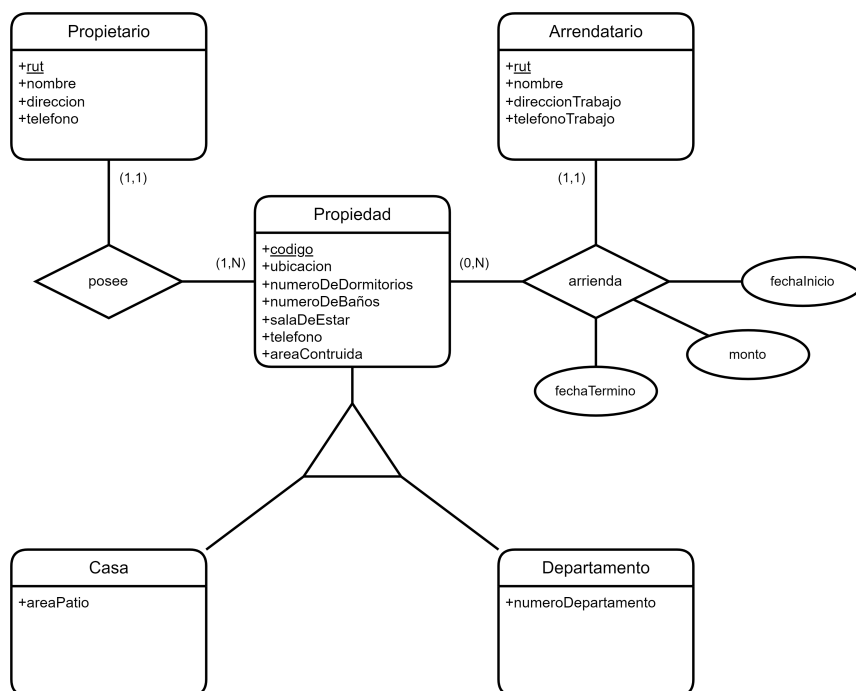 Propietario
+rut
+nombre
+direccion
+telefono
Arrendatario
+rut
+nombre
+direccionTrabajo
+telefonoTrabajo
(1,1)
(1,1)
Propiedad
+codigo
+ubicacion
+numeroDeDormitorios
+numeroDeBaños
+salaDeEstar
+telefono
+areaContruida
posee
(1,N)
(0,N)
arrienda
fechaInicio
monto
fechaTermino
Casa
+areaPatio
Departamento
+numeroDepartamento